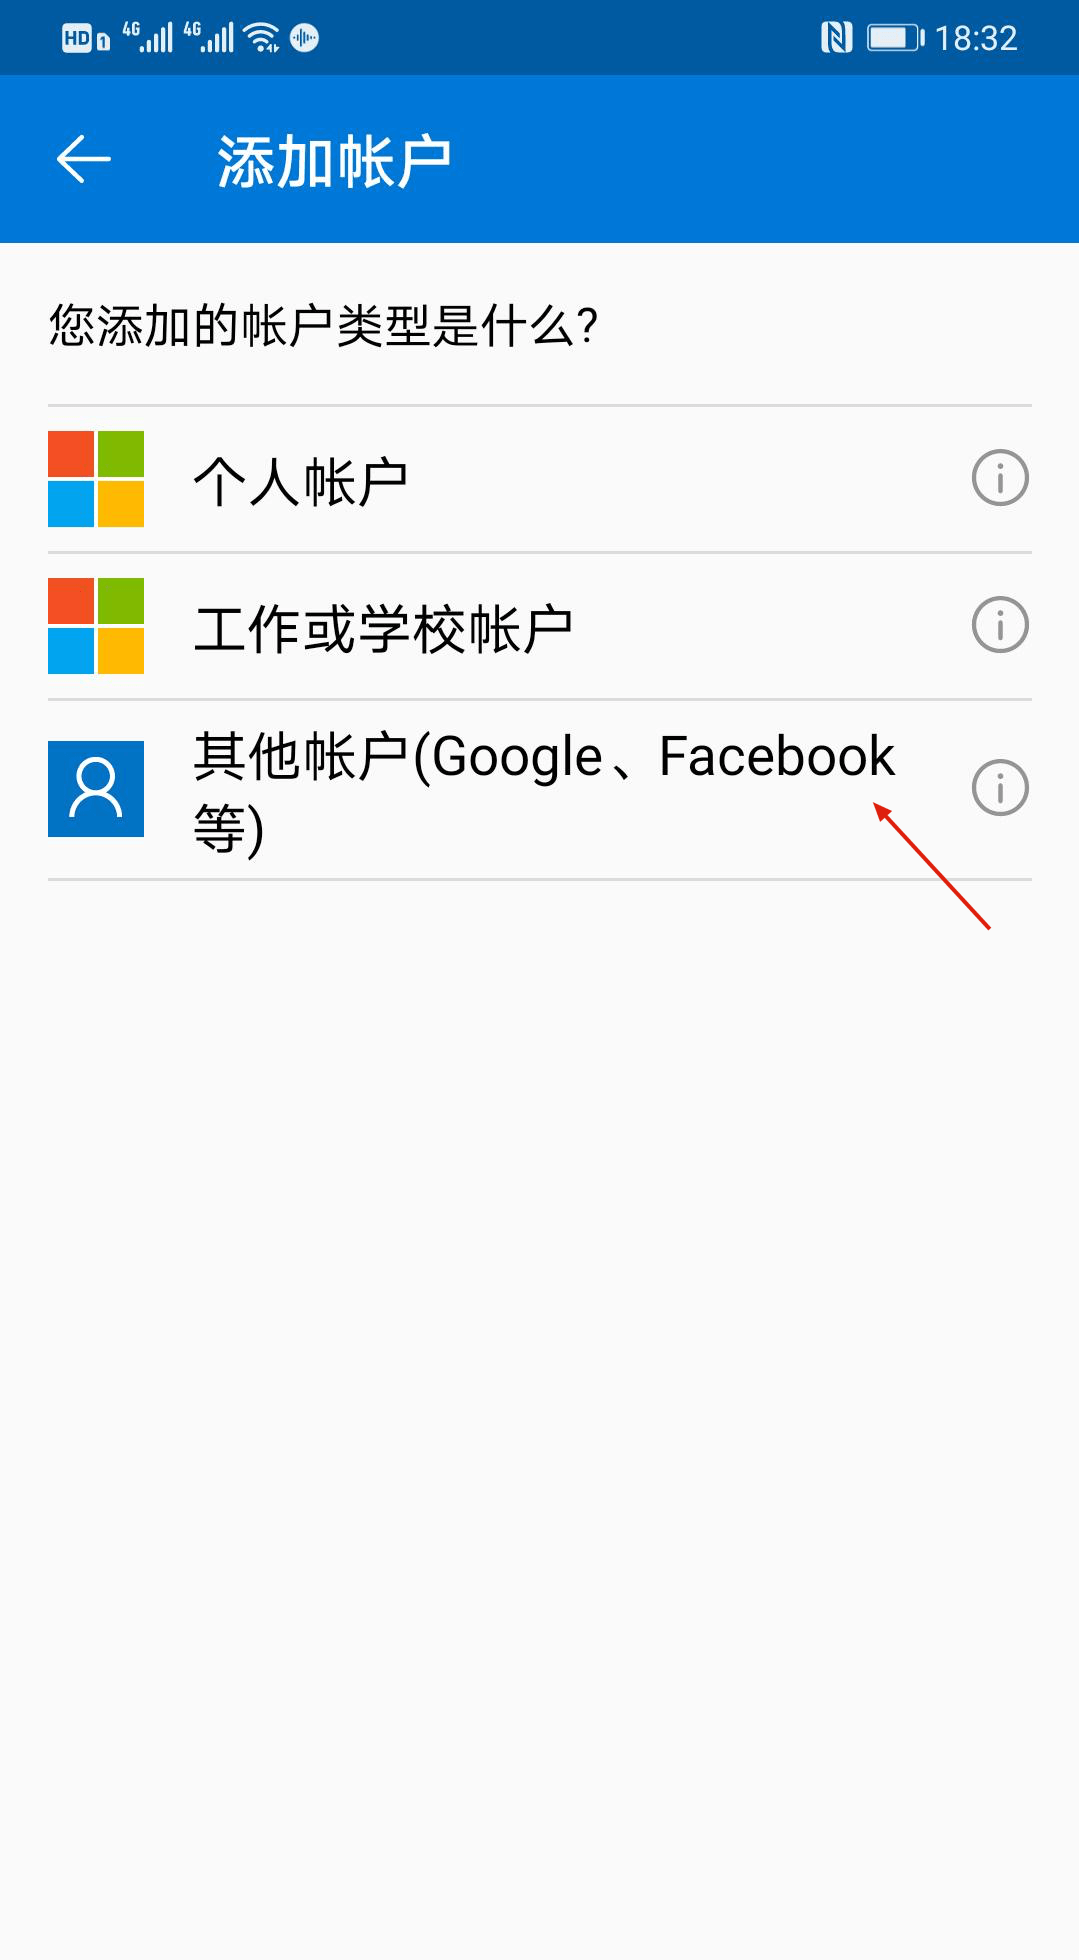 HD 1 4G 4G 18:32
添加帐户
您添加的帐户类型是什么?
个人帐户
工作或学校帐户
其他帐户(Google、Facebook
等)